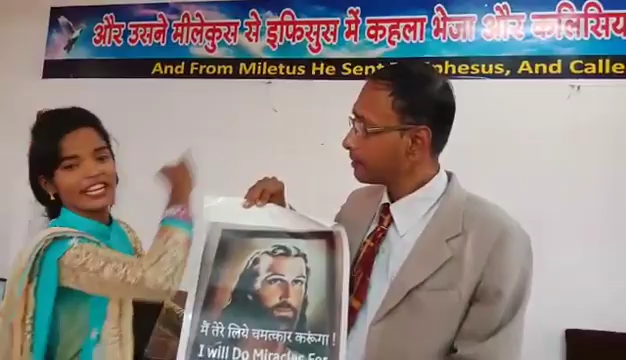 और उसने मीलेकुस से इफिसुस में कहला भेजा और कलिसिय
And From Miletus He Sent Ephesus, And Calle
मैं तेरे लिये चमत्कार करूंगा !
I will Do Miracles For